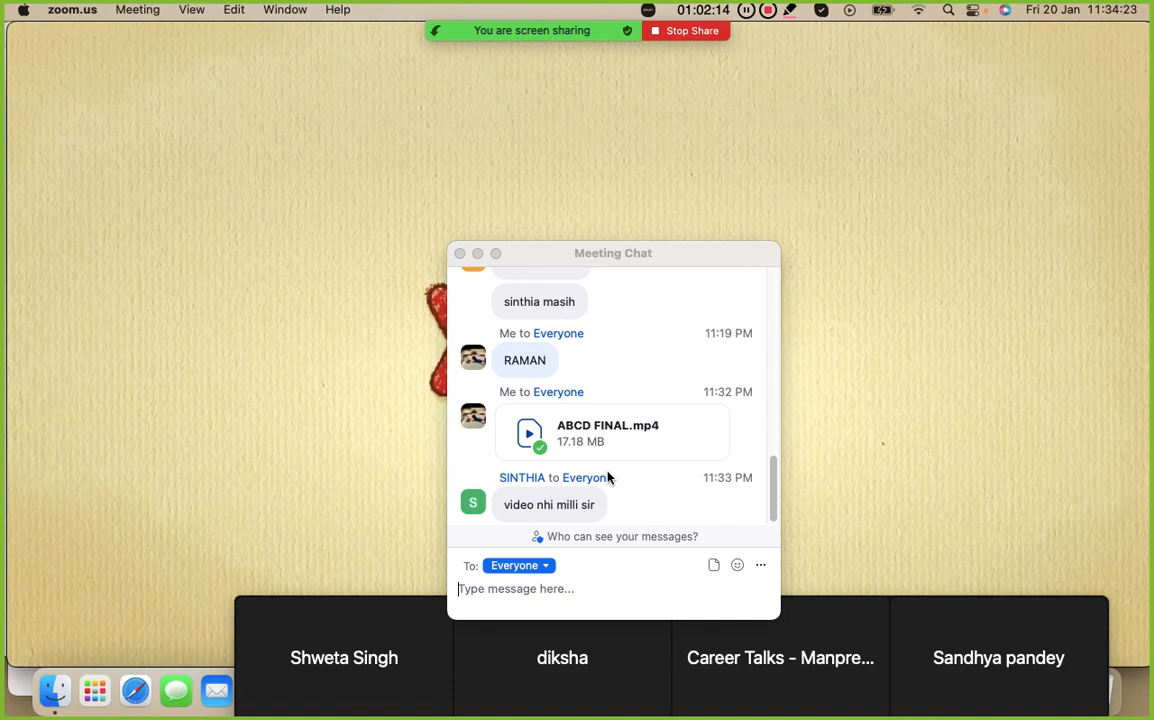 zoom.us Meeting View Edit Window Help 01:02:14 Fri 20 Jan 11:34:23
You are screen sharing Stop Share
Meeting Chat
sinthia masih
Me to Everyone 11:19 PM
RAMAN
Me to Everyone 11:32 PM
ABCD FINAL.mp4
17.18 MB
SINTHIA to Everyon 11:33 PM
S
video nhi milli sir
Who can see your messages?
To: Everyone
Type message here...
Shweta Singh diksha Career Talks - Manpre... Sandhya pandey